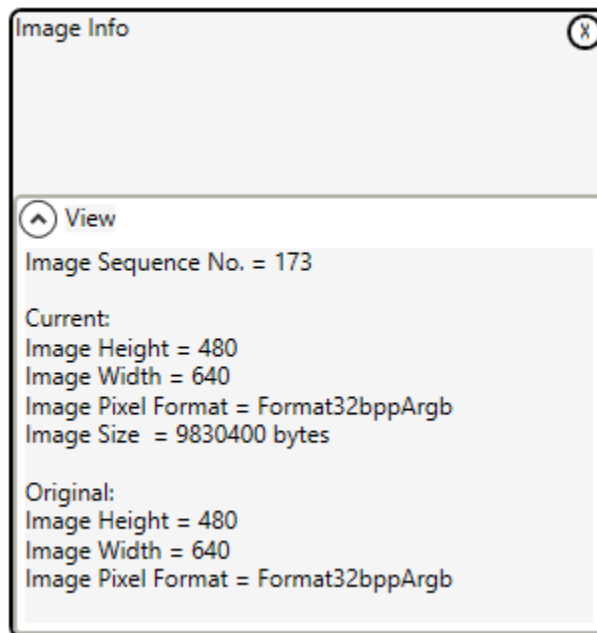 Image Info
X
View
Image Sequence No. = 173
Current:
Image Height = 480
Image Width = 640
Image Pixel Format = Format32bppArgb
Image Size  = 9830400 bytes
Original:
Image Height = 480
Image Width = 640
Image Pixel Format = Format32bppArgb